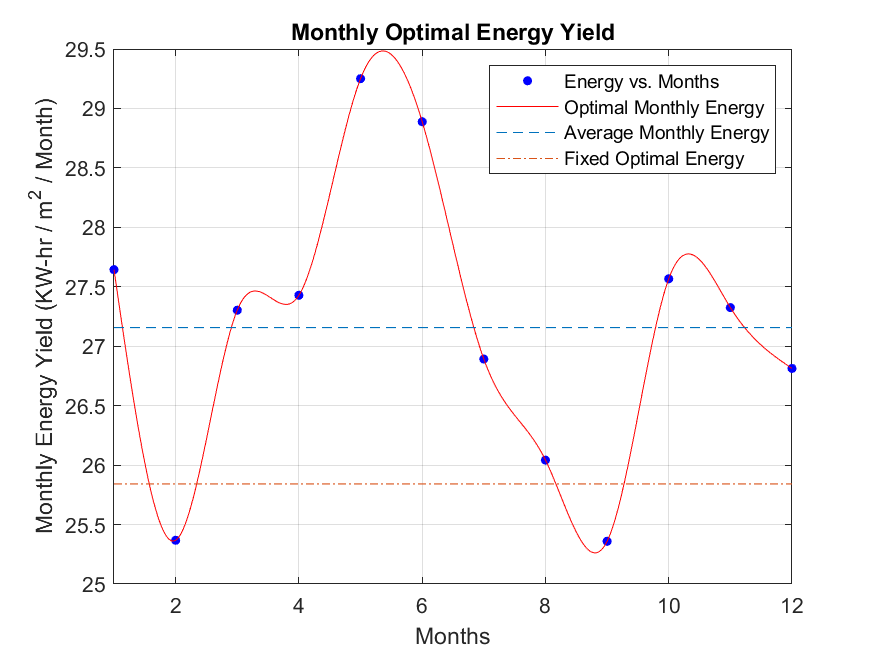 Monthly Optimal Energy Yield
29.5
29
28.5
28
27.5
27
26.5
26
25.5
25
Monthly Energy Yield (KW-hr / m² / Month)
Energy vs. Months
Optimal Monthly Energy
Average Monthly Energy
Fixed Optimal Energy
2 4 6 8 10 12
Months